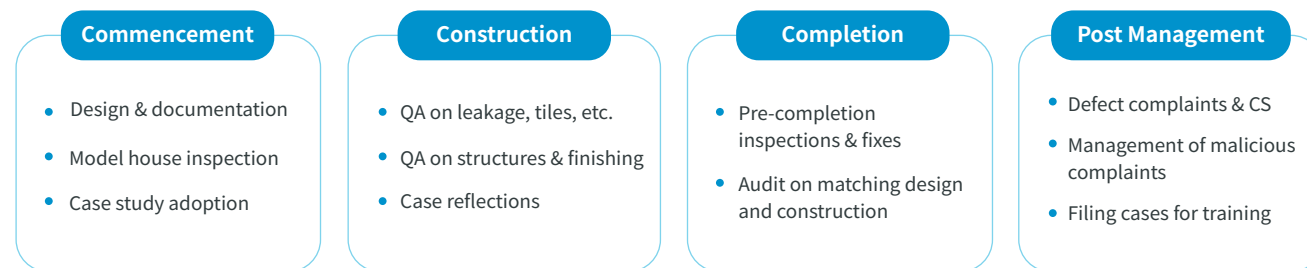 Commencement
Design & documentation
Model house inspection
Case study adoption
Construction
QA on leakage, tiles, etc.
QA on structures & finishing
Case reflections
Completion
Pre-completion
inspections & fixes
Audit on matching design
and construction
Post Management
Defect complaints & CS
Management of malicious
complaints
Filing cases for training